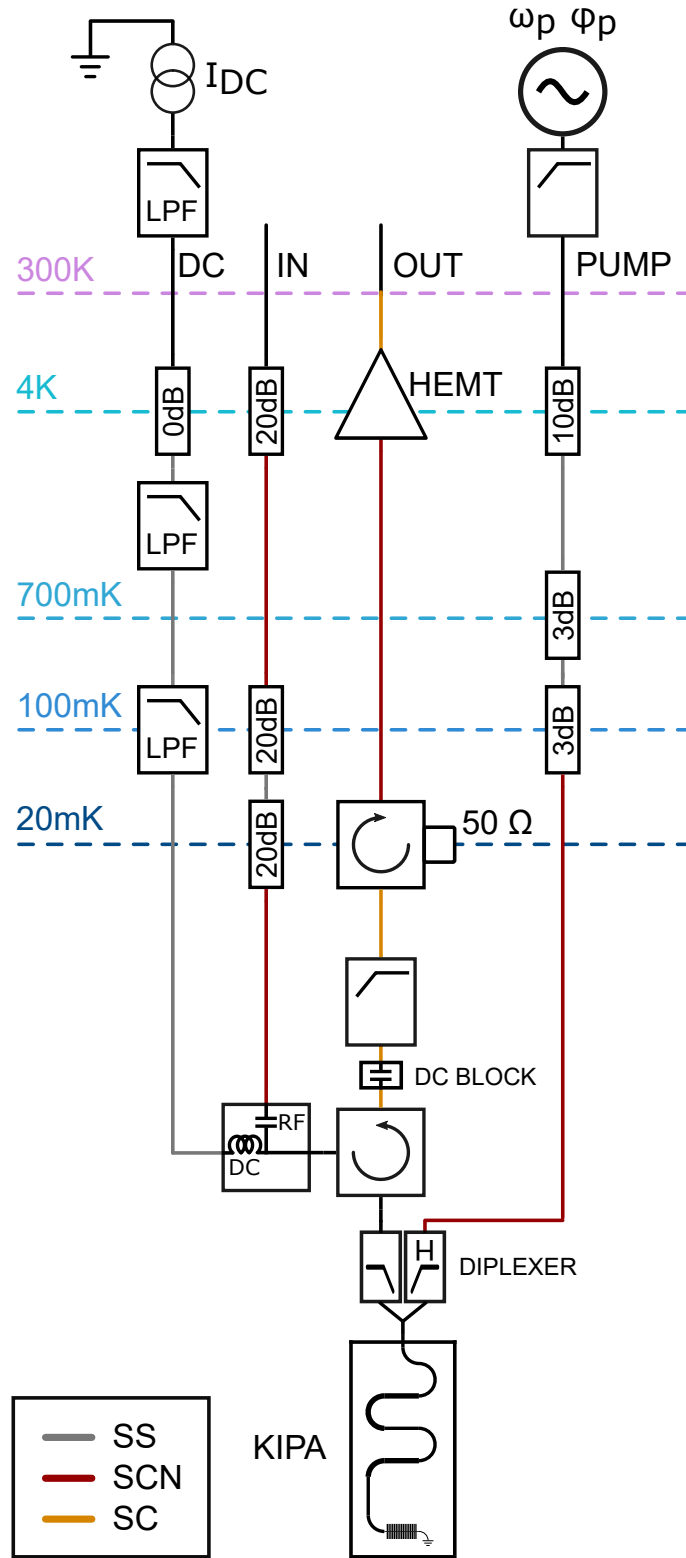 ωp φp
IDC
LPF
DC
IN
OUT
PUMP
300K
HEMT
4K
0dB
20dB
10dB
LPF
700mK
3dB
100mK
LPF
20dB
3dB
20mK
20dB
50 Ω
DC BLOCK
RF
DC
H
DIPLEXER
KIPA
SS
SCN
SC